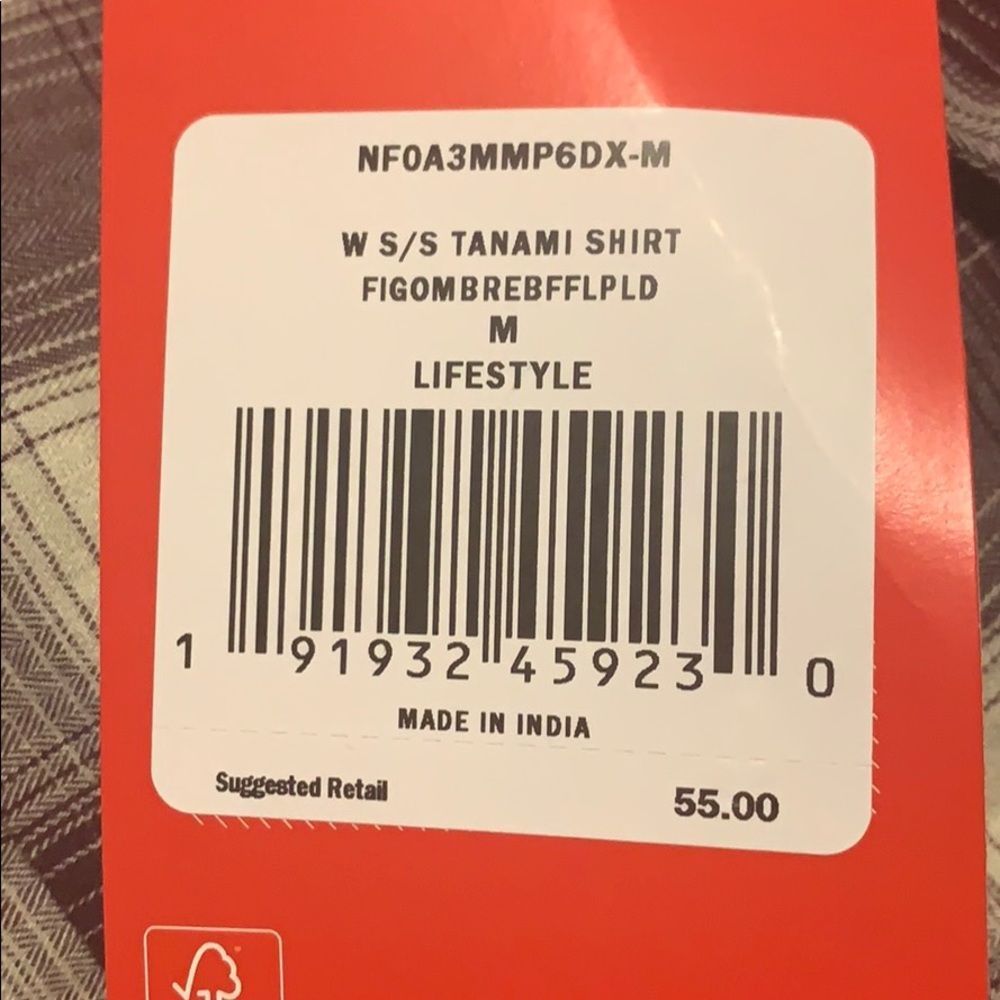 NF0A3MMP6DX-M
W S/S TANAMI SHIRT
FIGOMBREBFFLPLD
M
LIFESTYLE
1 91932 45923 0
MADE IN INDIA
Suggested Retail 55.00